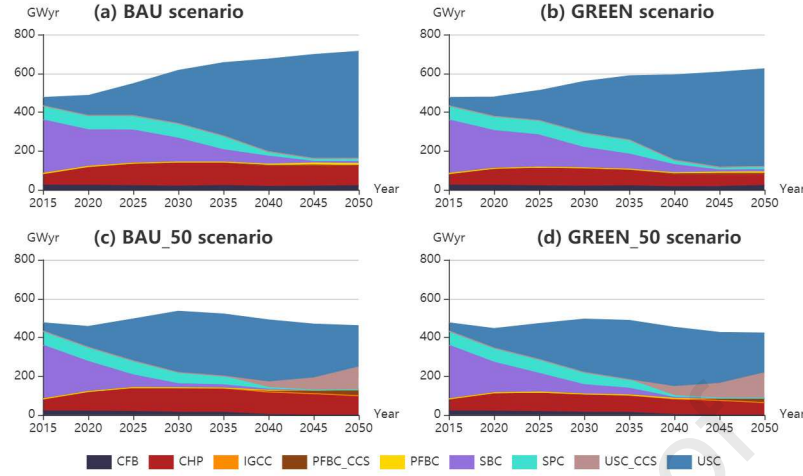 GWyr (a) BAU scenario
800
600
400
200
0
2015 2020 2025 2030 2035 2040 2045 2050 Year
GWyr (b) GREEN scenario
800
600
400
200
0
2015 2020 2025 2030 2035 2040 2045 2050 Year
GWyr (c) BAU_50 scenario
800
600
400
200
0
2015 2020 2025 2030 2035 2040 2045 2050 Year
GWyr (d) GREEN_50 scenario
800
600
400
200
0
2015 2020 2025 2030 2035 2040 2045 2050 Year
CFB CHP IGCC PFBC_CCS PFBC SBC SPC USC_CCS USC